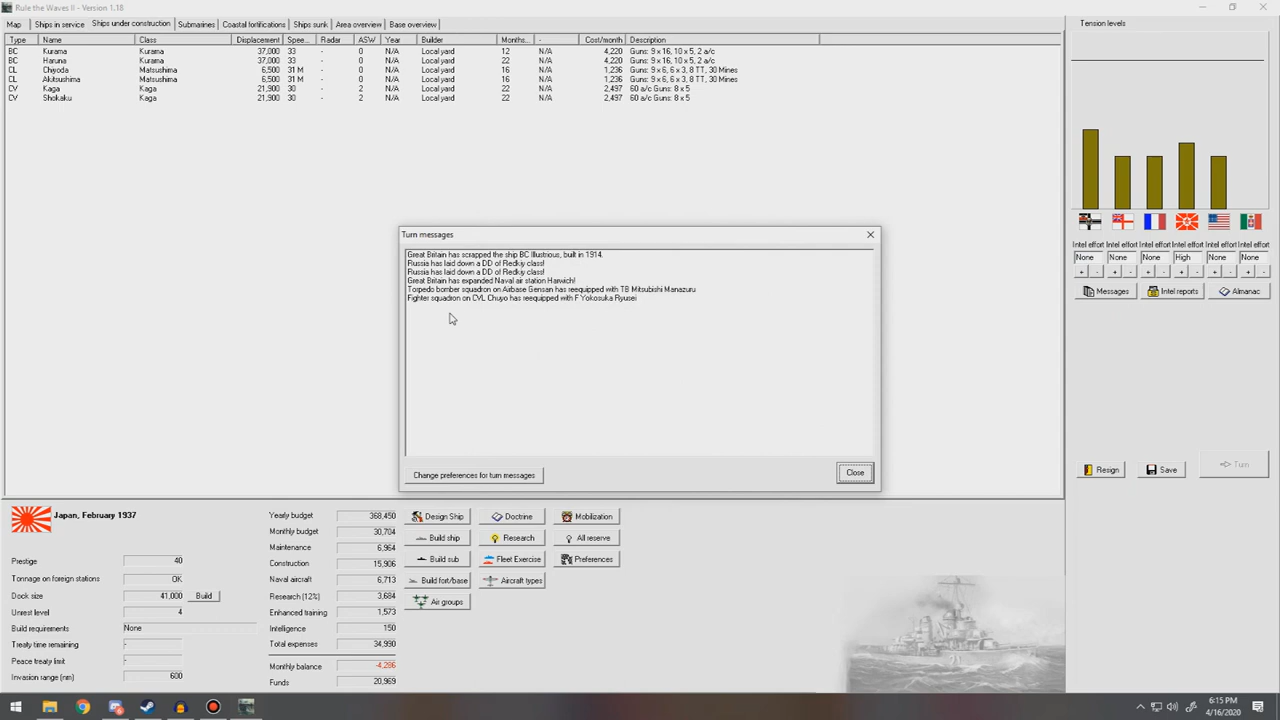 Rule the Waves II - Version 1.18
Map Ships in service Ships under construction Submarines Coastal fortifications Ships sunk Area overview Base overview
Type Name Class Displacement Spee... Radar ASW Year Builder Months... - Cost/month Description
BC Kurama Kurama 37,000 33 - 0 N/A Local yard 12 N/A 4,220 Guns: 9 x 16, 10 x 5, 2 a/c
BC Haruna Kurama 37,000 33 - 0 N/A Local yard 22 N/A 4,220 Guns: 9 x 16, 10 x 5, 2 a/c
CL Chiyoda Matsushima 6,500 31 M - 0 N/A Local yard 16 N/A 1,236 Guns: 9 x 6, 6 x 3, 8 TT, 30 Mines
CL Akitsushima Matsushima 6,500 31 M - 0 N/A Local yard 16 N/A 1,236 Guns: 9 x 6, 6 x 3, 8 TT, 30 Mines
CV Kaga Kaga 21,900 30 - 2 N/A Local yard 22 N/A 2,497 60 a/c Guns: 8 x 5
CV Shokaku Kaga 21,900 30 - 2 N/A Local yard 22 N/A 2,497 60 a/c Guns: 8 x 5
Turn messages
Great Britain has scrapped the ship BC Illustrious, built in 1914.
Russia has laid down a DD of Redkiy class!
Russia has laid down a DD of Redkiy class!
Great Britain has expanded Naval air station Harwich!
Torpedo bomber squadron on Airbase Gensan has reequipped with TB Mitsubishi Manazuru
Fighter squadron on CVL Chuyo has reequipped with F Yokosuka Ryusei
Change preferences for turn messages Close
Tension levels
Intel effort Intel effort Intel effort Intel effort Intel effort Intel effort
None None None High None None
+ - + - + - + - + - + -
Messages Intel reports Almanac
Resign Save Turn
Japan, February 1937
Prestige 40
Tonnage on foreign stations OK
Dock size 41,000 Build
Unrest level 4
Build requirements None
Treaty time remaining -
Peace treaty limit -
Invasion range (nm) 600
Yearly budget 368,450
Monthly budget 30,704
Maintenance 6,964
Construction 15,906
Naval aircraft 6,713
Research (12%) 3,684
Enhanced training 1,573
Intelligence 150
Total expenses 34,990
Monthly balance -4,286
Funds 20,969
Design Ship Doctrine Mobilization
Build ship Research All reserve
Build sub Fleet Exercise Preferences
Build fort/base Aircraft types
Air groups
6:15 PM
4/16/2020